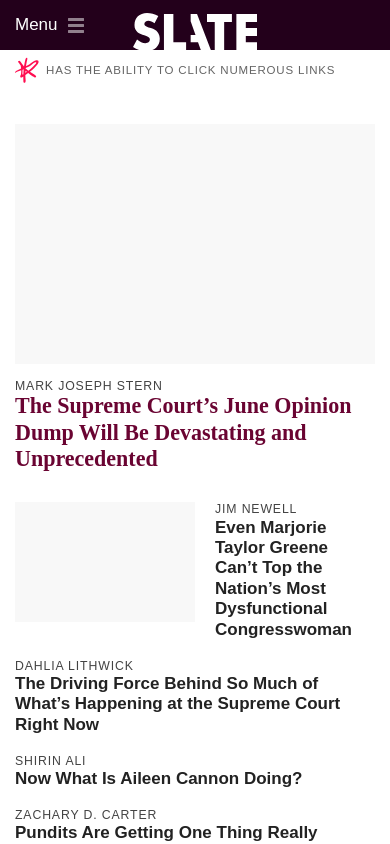 Menu
SLATE
HAS THE ABILITY TO CLICK NUMEROUS LINKS
MARK JOSEPH STERN
The Supreme Court’s June Opinion
Dump Will Be Devastating and
Unprecedented
JIM NEWELL
Even Marjorie
Taylor Greene
Can’t Top the
Nation’s Most
Dysfunctional
Congresswoman
DAHLIA LITHWICK
The Driving Force Behind So Much of
What’s Happening at the Supreme Court
Right Now
SHIRIN ALI
Now What Is Aileen Cannon Doing?
ZACHARY D. CARTER
Pundits Are Getting One Thing Really